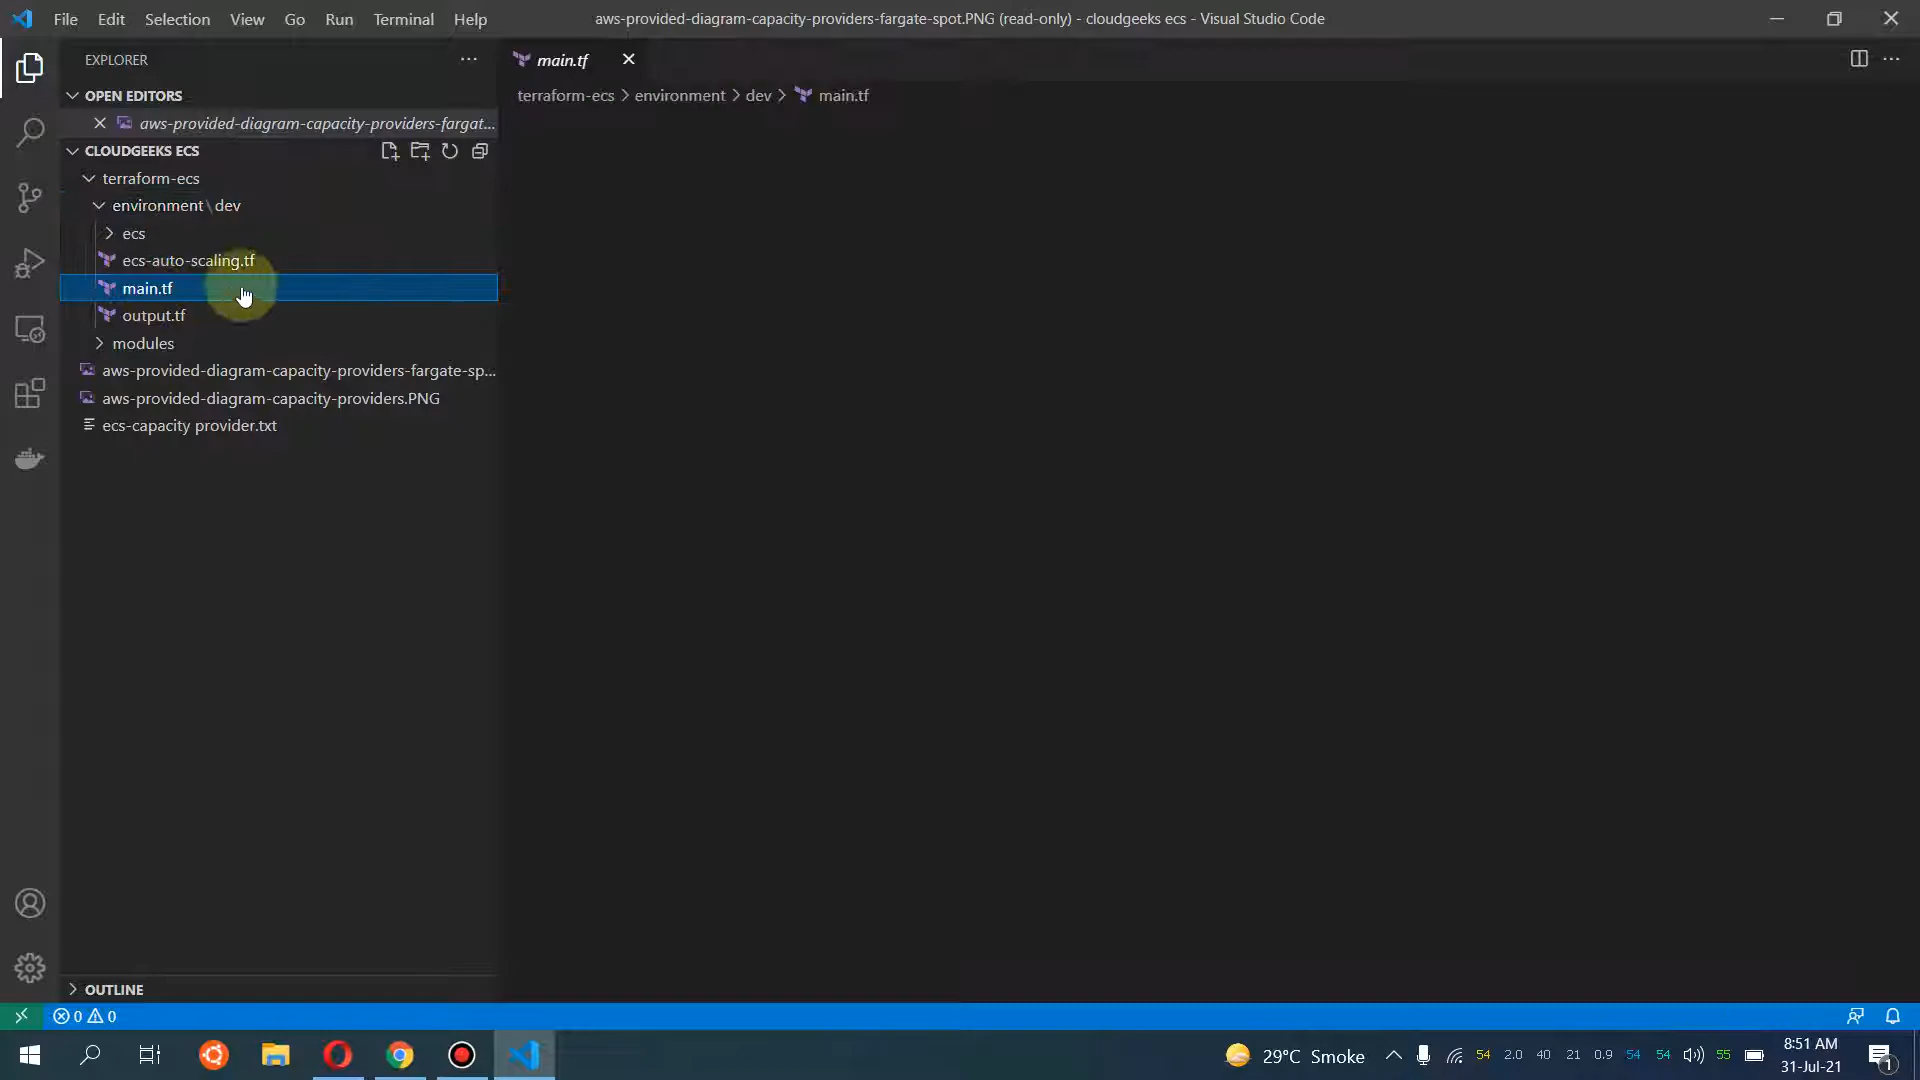 File Edit Selection View Go Run Terminal Help
aws-provided-diagram-capacity-providers-fargate-spot.PNG (read-only) - cloudgeeks ecs - Visual Studio Code
EXPLORER
OPEN EDITORS
aws-provided-diagram-capacity-providers-fargat...
CLOUDGEEKS ECS
terraform-ecs
environment \ dev
ecs
ecs-auto-scaling.tf
main.tf
output.tf
modules
aws-provided-diagram-capacity-providers-fargate-sp...
aws-provided-diagram-capacity-providers.PNG
ecs-capacity provider.txt
OUTLINE
main.tf
terraform-ecs > environment > dev > main.tf
0 0
29°C Smoke
54 2.0 40 21 0.9 54 54 55
8:51 AM
31-Jul-21
1